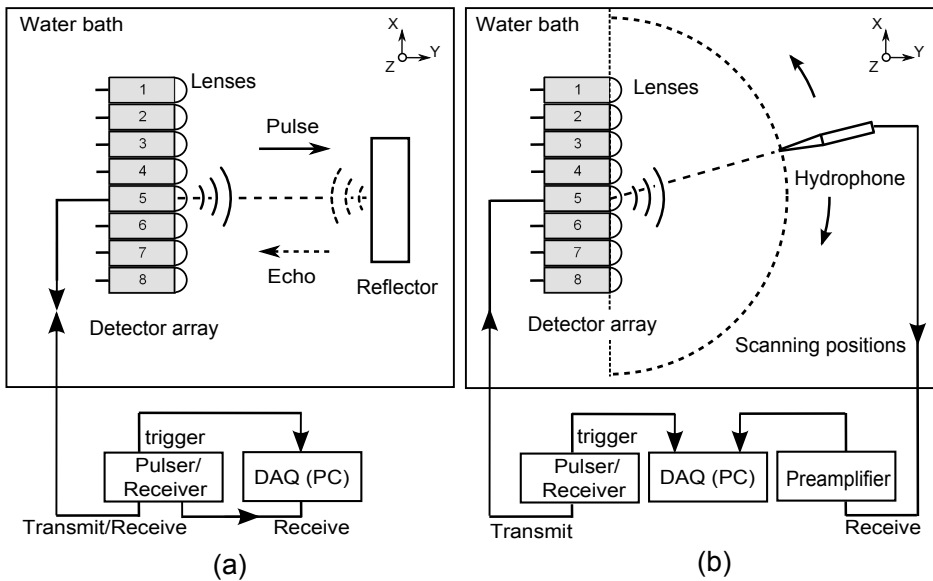 Water bath
X
Y
Z
Lenses
1
2
3
4
5
6
7
8
Pulse
Echo
Reflector
Detector array
trigger
Pulser/
Receiver
DAQ (PC)
Transmit/Receive
Receive
(a)
Water bath
X
Y
Z
Lenses
1
2
3
4
5
6
7
8
Hydrophone
Detector array
Scanning positions
trigger
Pulser/
Receiver
DAQ (PC)
Preamplifier
Transmit
Receive
(b)